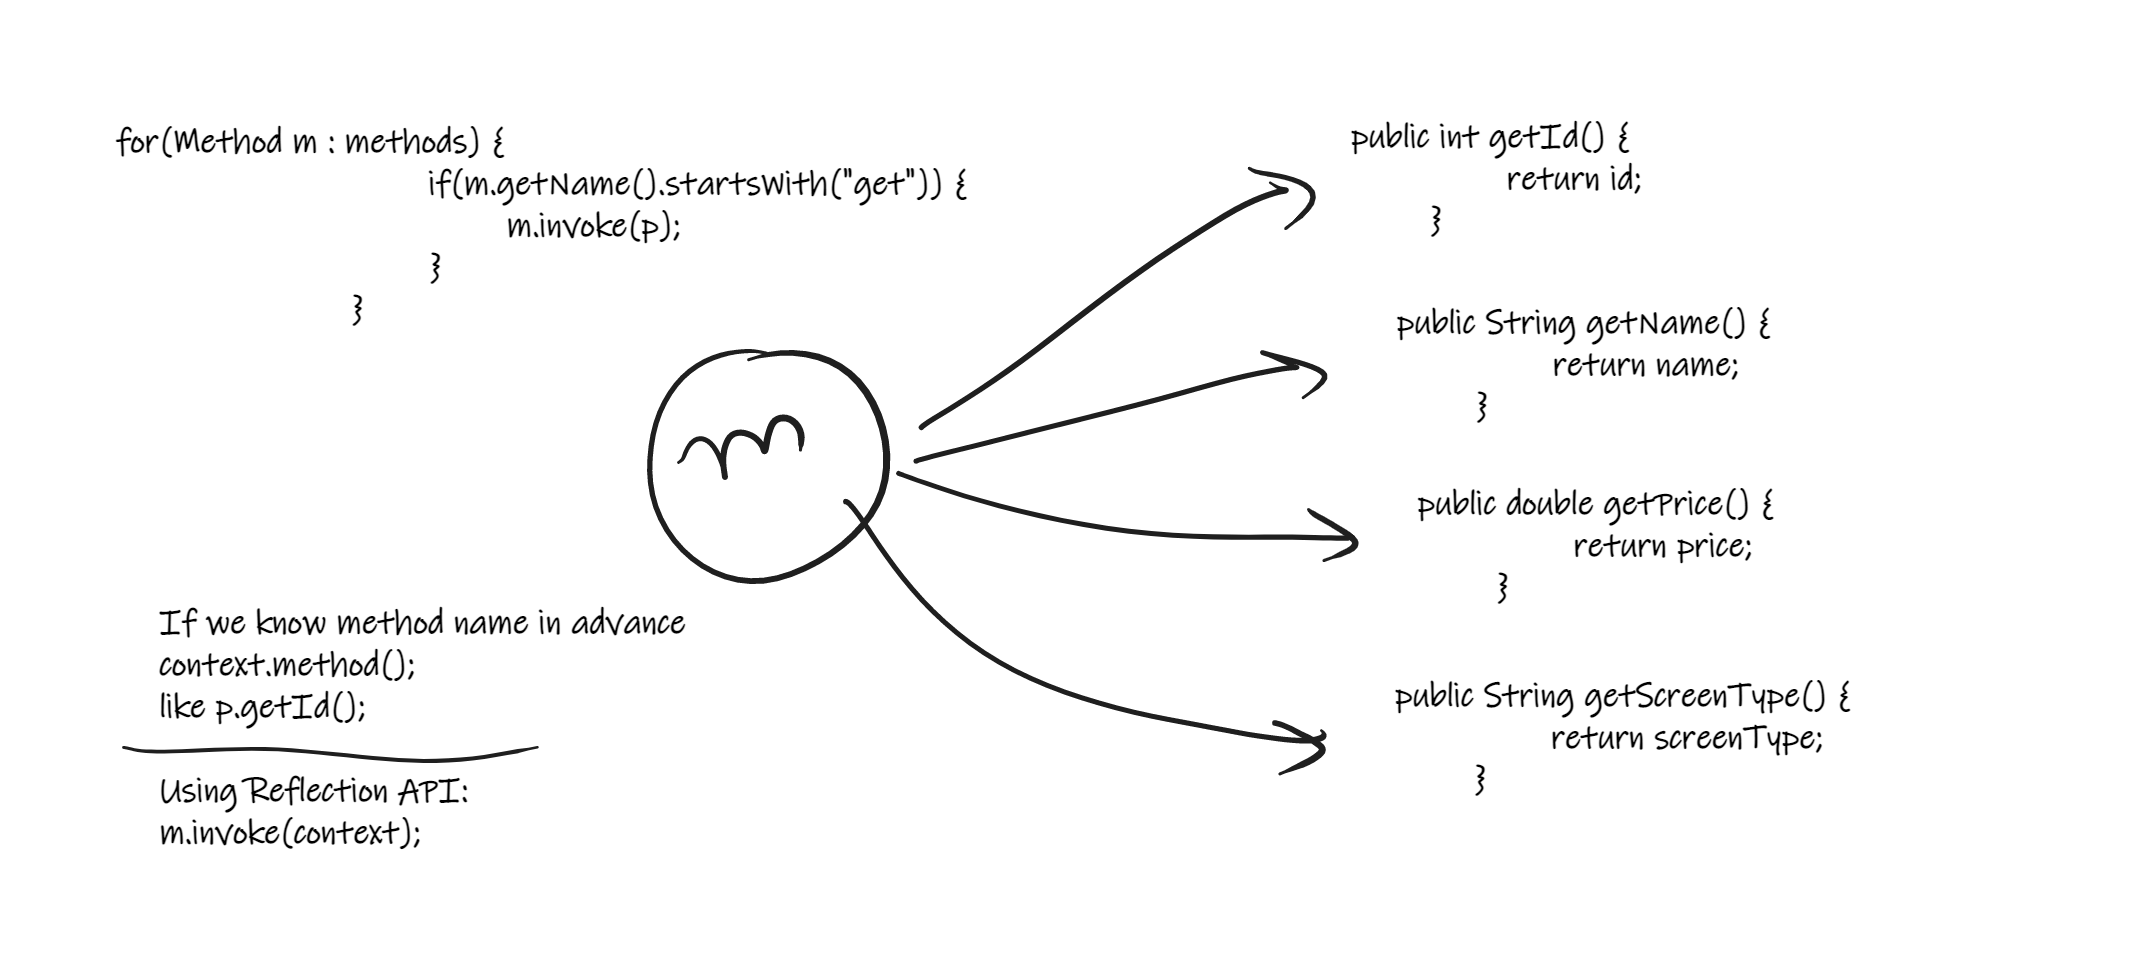 for(Method m : methods) {
if(m.getName().startsWith("get")) {
m.invoke(p);
}
}
m
If we know method name in advance
context.method();
like p.getId();
Using Reflection API:
m.invoke(context);
public int getId() {
return id;
}
public String getName() {
return name;
}
public double getPrice() {
return price;
}
public String getScreenType() {
return screenType;
}